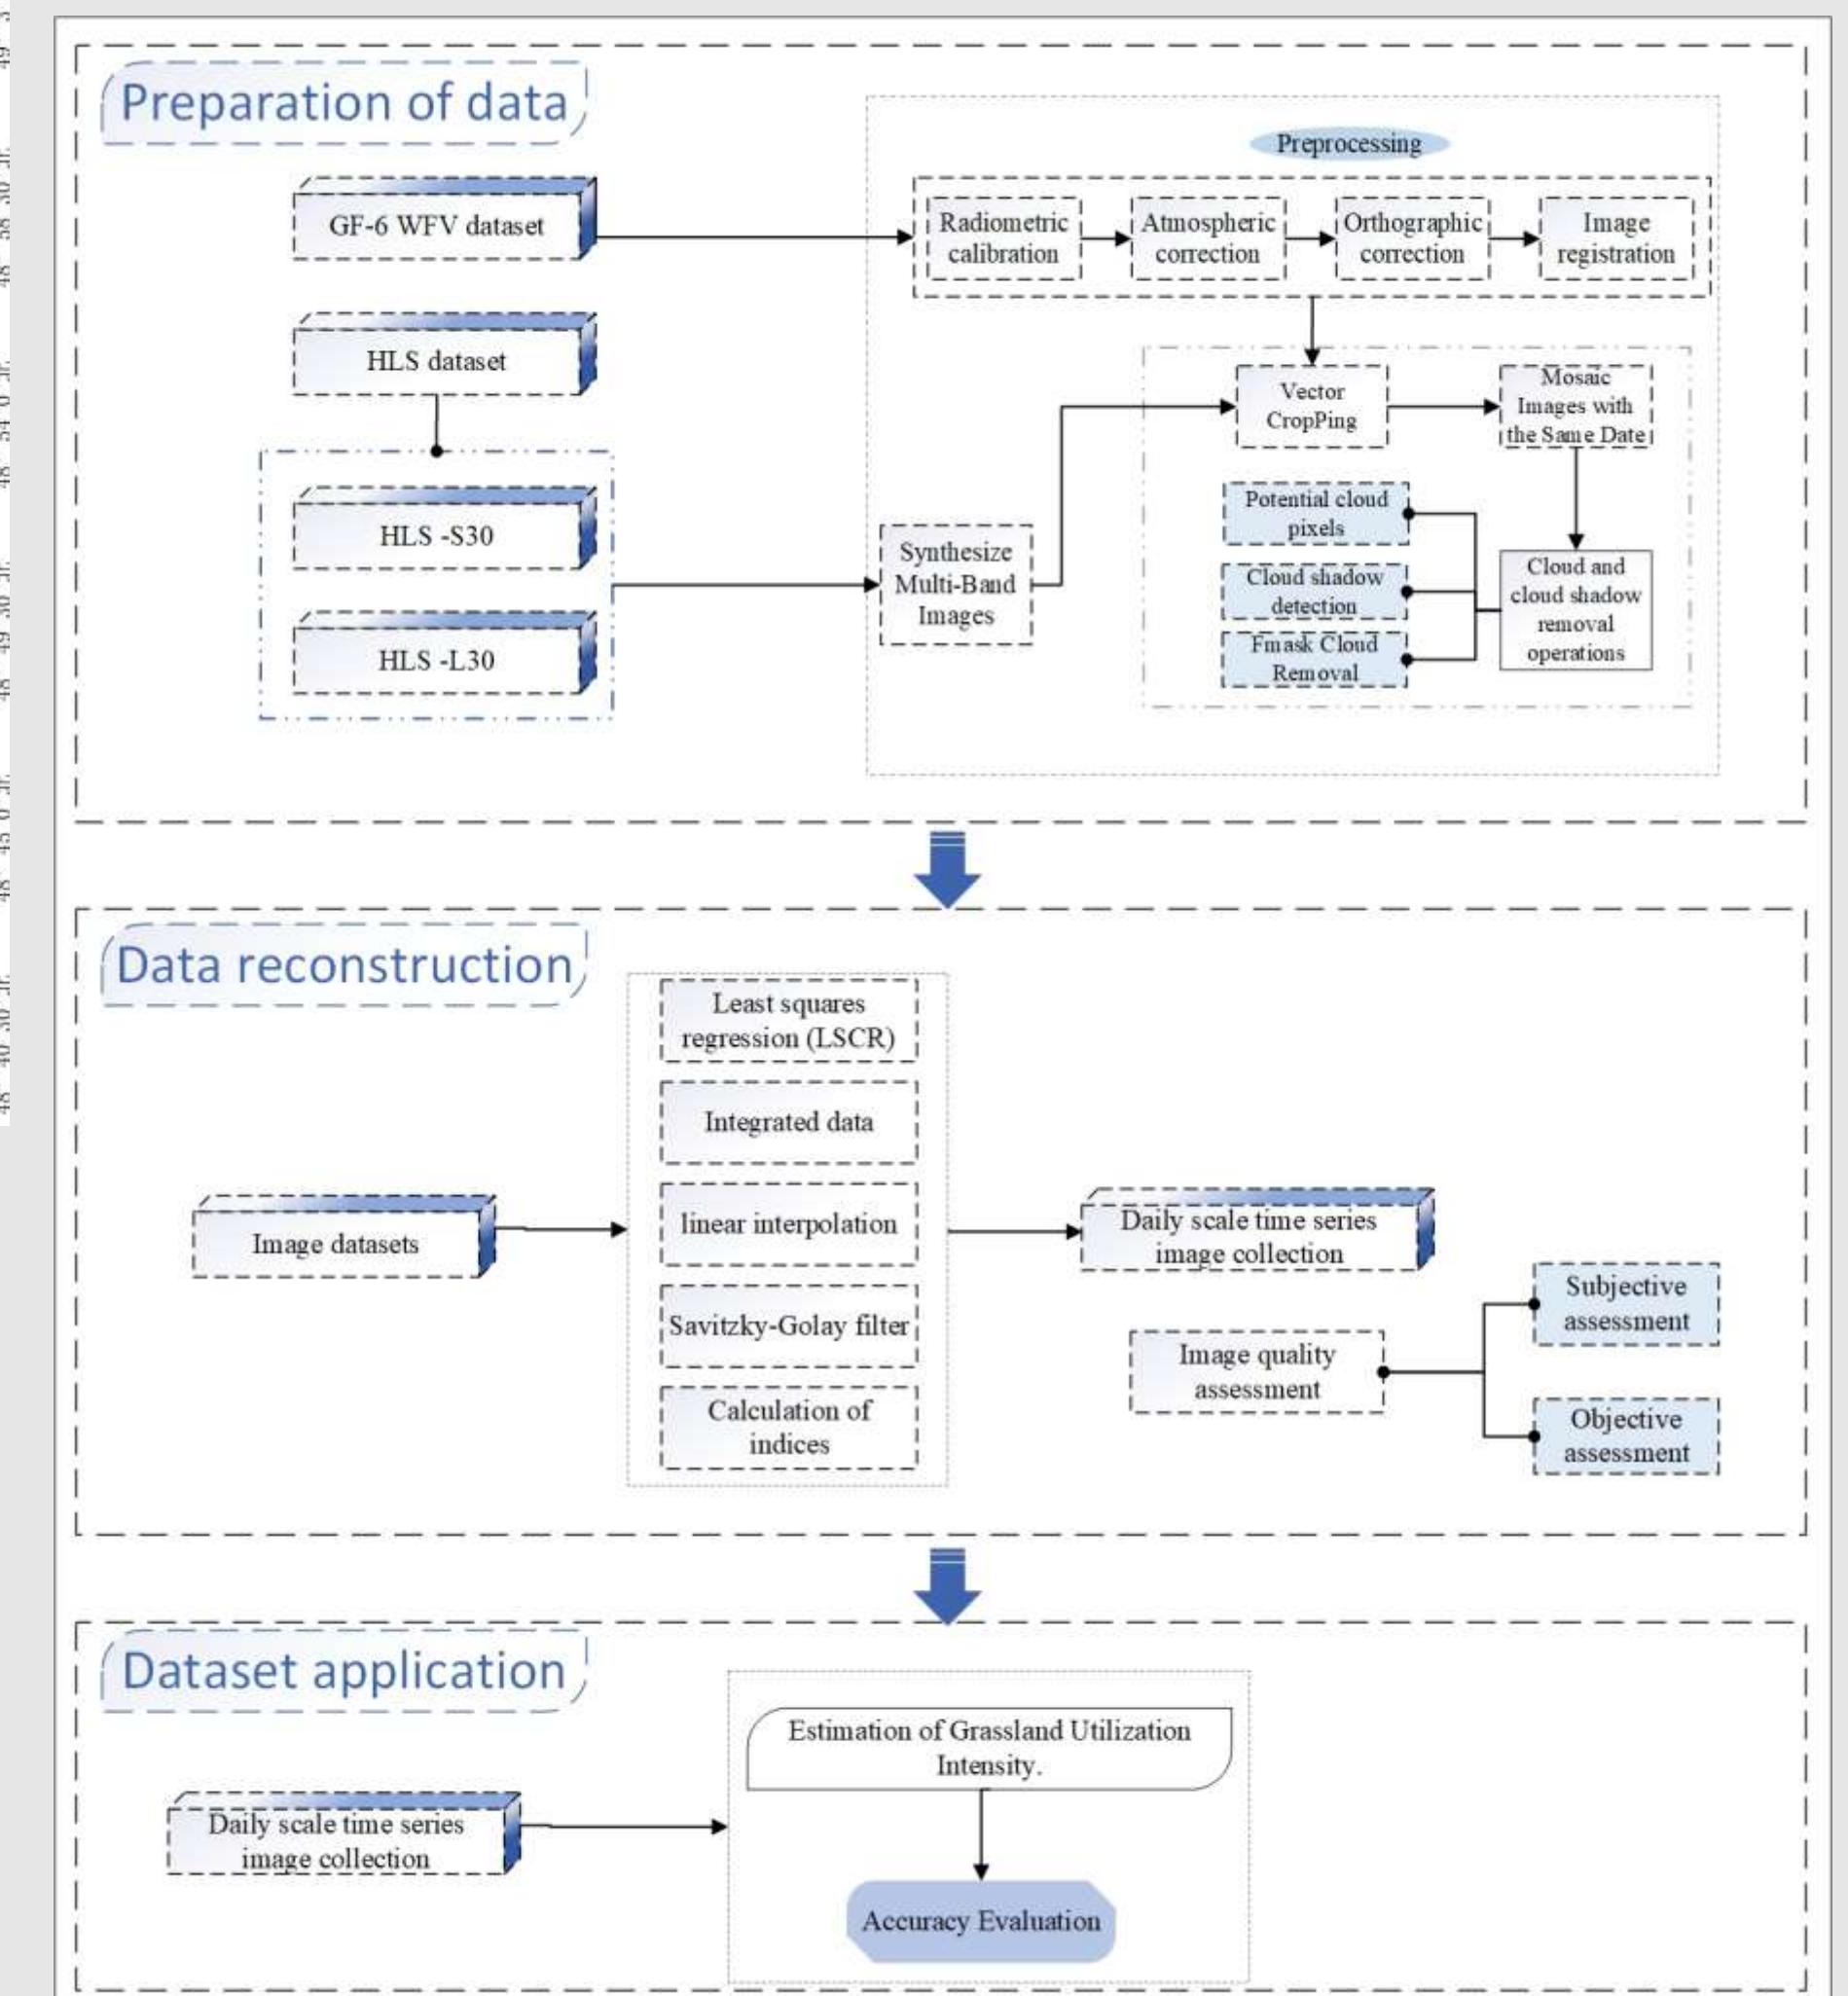 Preparation of data
Preprocessing
GF-6 WFV dataset
Radiometric
calibration
Atmospheric
correction
Orthographic
correction
Image
registration
HLS dataset
Vector
CropPing
Mosaic
Images with
the Same Date
HLS -S30
HLS -L30
Synthesize
Multi-Band
Images
Potential cloud
pixels
Cloud shadow
detection
Fmask Cloud
Removal
Cloud and
cloud shadow
removal
operations
Data reconstruction
Least squares
regression (LSCR)
Integrated data
linear interpolation
Savitzky-Golay filter
Calculation of
indices
Image datasets
Daily scale time series
image collection
Image quality
assessment
Subjective
assessment
Objective
assessment
Dataset application
Estimation of Grassland Utilization
Intensity.
Daily scale time series
image collection
Accuracy Evaluation